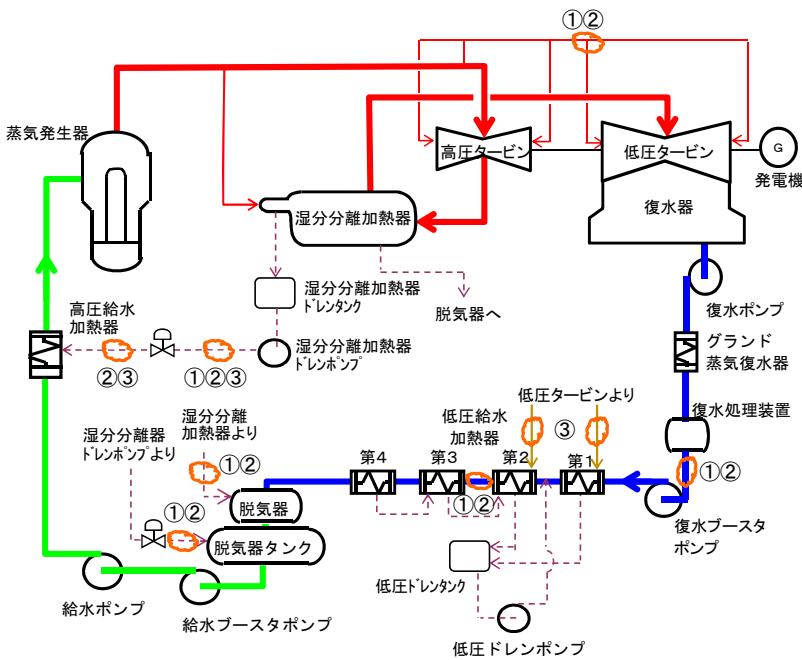 ①②
蒸気発生器
高圧タービン
低圧タービン
G
発電機
湿分分離加熱器
復水器
湿分分離加熱器
ドレンタンク
脱気器へ
復水ポンプ
高圧給水
加熱器
湿分分離加熱器
ドレンポンプ
グランド
蒸気復水器
②③
①②③
低圧タービンより
復水処理装置
湿分分離
加熱器より
低圧給水
加熱器
③
湿分分離器
ドレンポンプより
第4
第3
第2
第1
①②
①②
①②
脱気器
①②
復水ブースタ
ポンプ
脱気器タンク
低圧ドレンタンク
給水ポンプ
給水ブースタポンプ
低圧ドレンポンプ